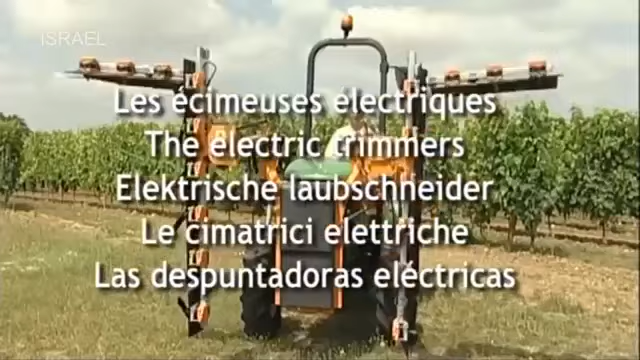 ISRAEL
Les écimeuses électriques
The electric trimmers
Elektrische laubschneider
Le cimatrici elettriche
Las despuntadoras eléctricas